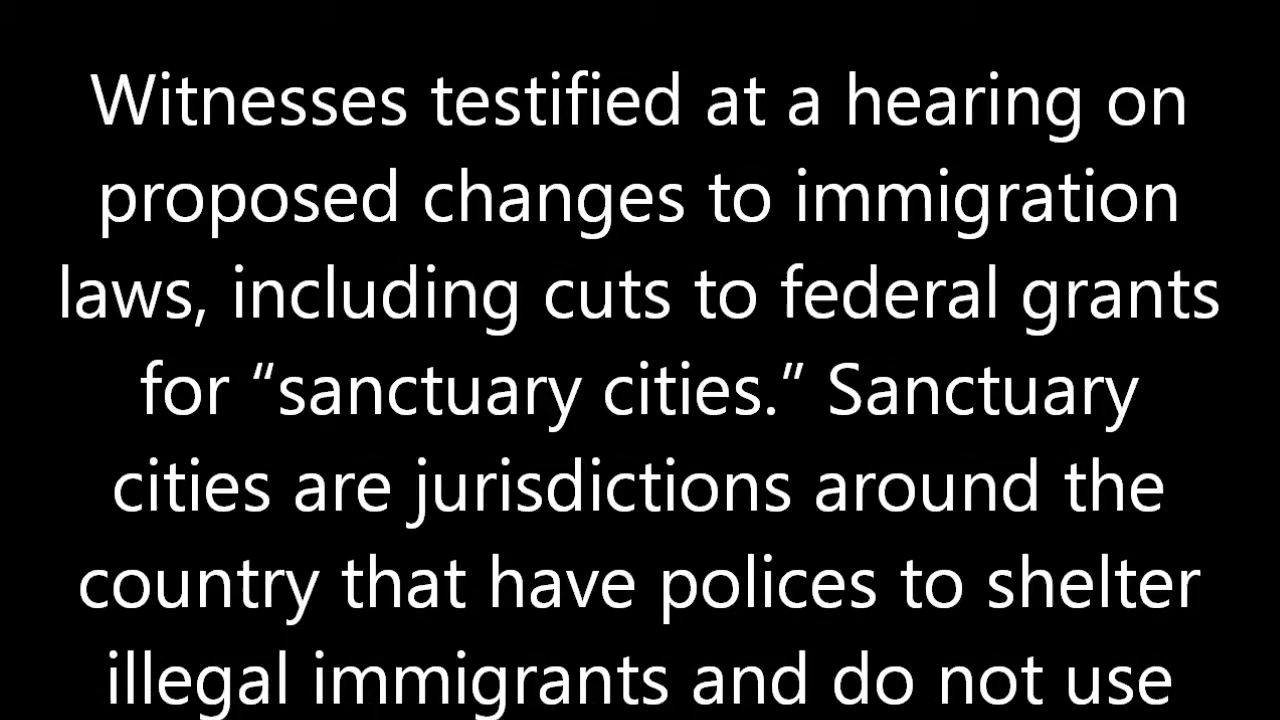 Witnesses testified at a hearing on
proposed changes to immigration
laws, including cuts to federal grants
for “sanctuary cities.” Sanctuary
cities are jurisdictions around the
country that have polices to shelter
illegal immigrants and do not use